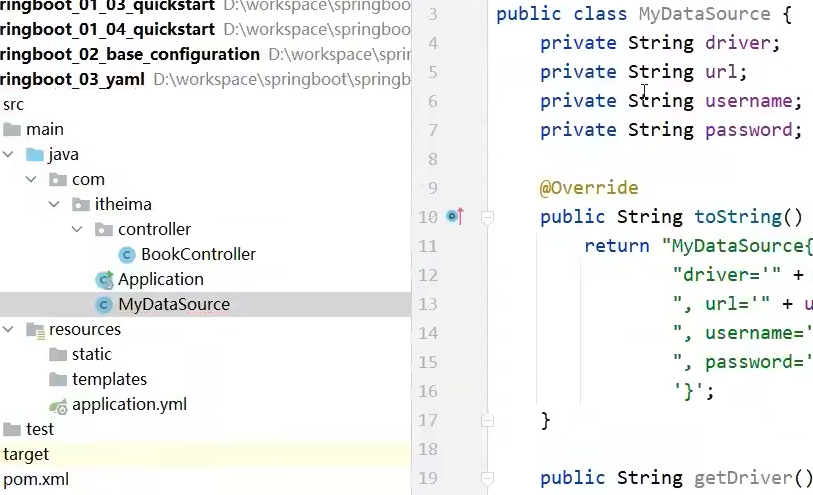 ringboot_01_03_quickstart D:\workspace\springboo
ringboot_01_04_quickstart D:\workspace\springboo
ringboot_02_base_configuration D:\workspace\sprin
ringboot_03_yaml D:\workspace\springboot\springb
src
main
java
com
itheima
controller
BookController
Application
MyDataSource
resources
static
templates
application.yml
test
target
pom.xml
3 public class MyDataSource {
4 private String driver;
5 private String url;
6 private String username;
7 private String password;
8
9 @Override
10 public String toString()
11 return "MyDataSource{
12 "driver='" +
13 ", url='" + u
14 ", username='
15 ", password='
16 '}';
17 }
18
19 public String getDriver()